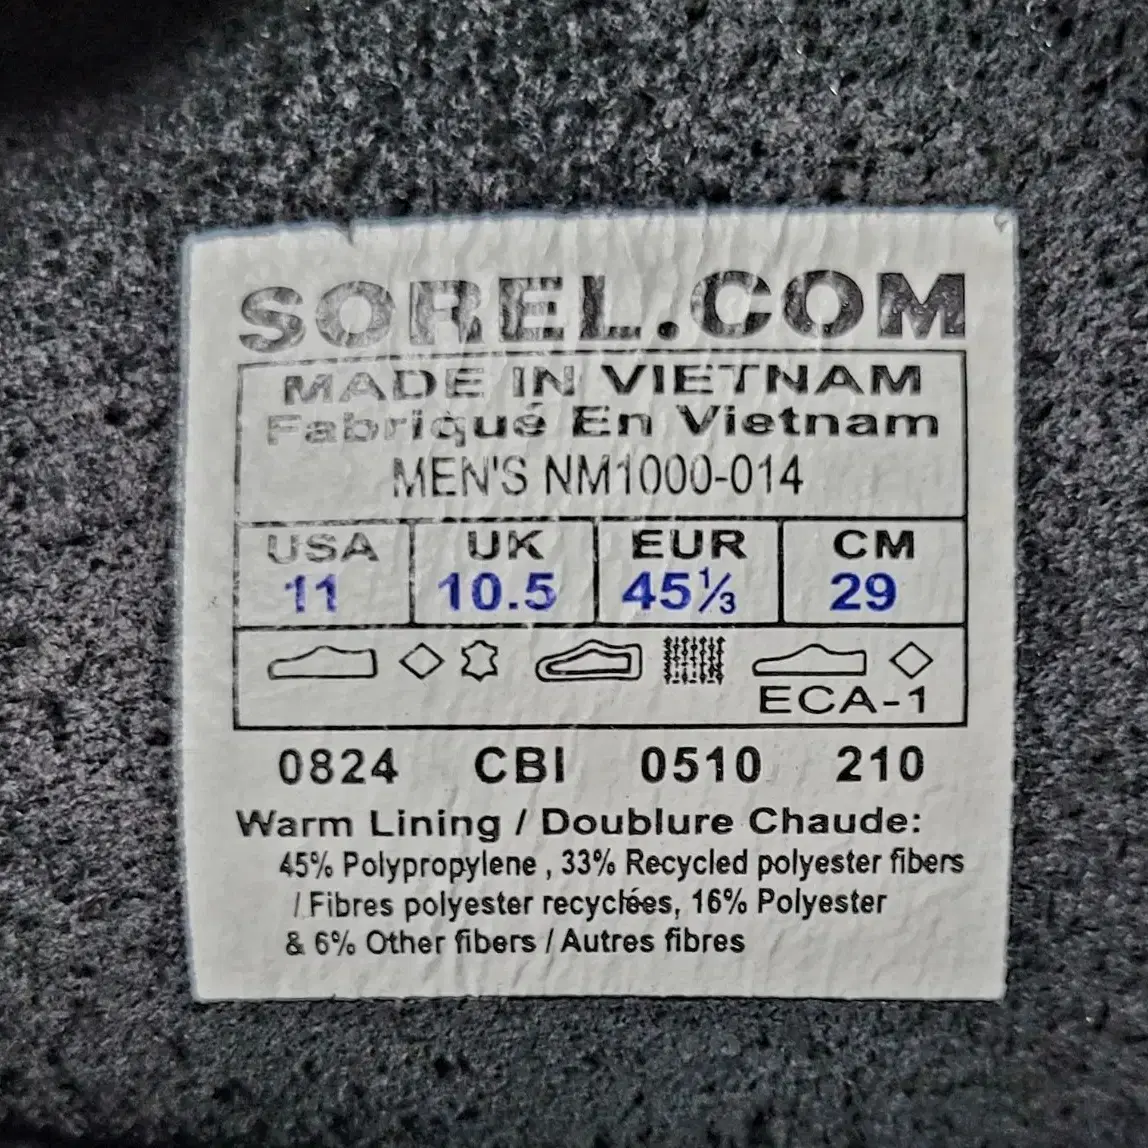 SOREL.COM
MADE IN VIETNAM
Fabriqué En Vietnam
MEN'S NM1000-014
USA UK EUR CM
11 10.5 45⅓ 29
ECA-1
0824 CBI 0510 210
Warm Lining / Doublure Chaude:
45% Polypropylene , 33% Recycled polyester fibers
/ Fibres polyester recyclées, 16% Polyester
& 6% Other fibers / Autres fibres